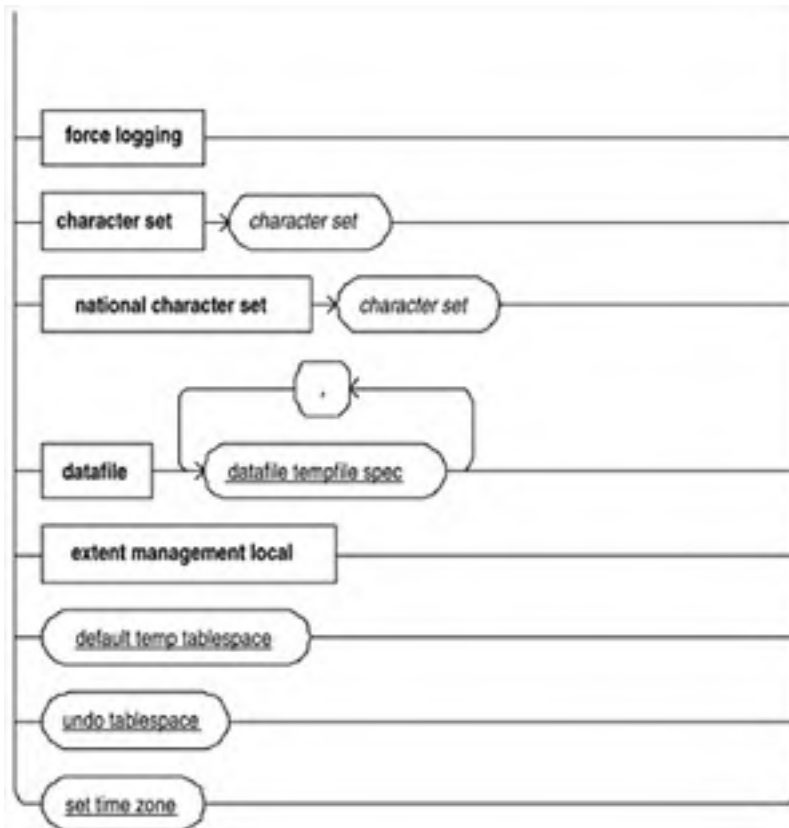 force logging
character set character set
national character set character set
,
datafile datafile tempfile spec
extent management local
default temp tablespace
undo tablespace
set time zone